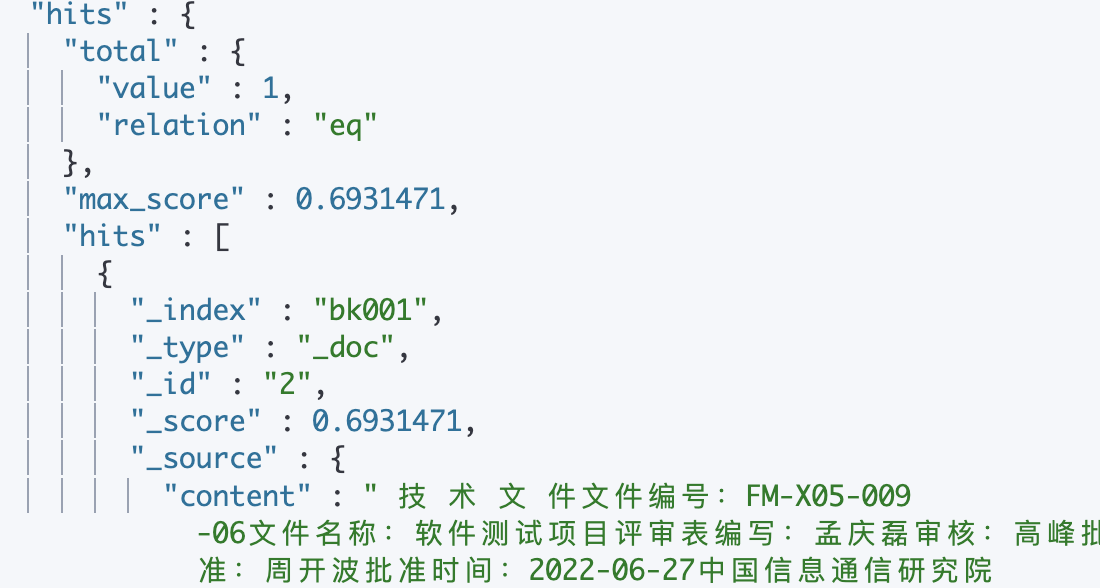 "hits" : {
"total" : {
"value" : 1,
"relation" : "eq"
},
"max_score" : 0.6931471,
"hits" : [
{
"_index" : "bk001",
"_type" : "_doc",
"_id" : "2",
"_score" : 0.6931471,
"_source" : {
"content" : " 技 术 文 件文件编号：FM-X05-009
-06文件名称：软件测试项目评审表编写：孟庆磊审核：高峰批
准：周开波批准时间：2022-06-27中国信息通信研究院